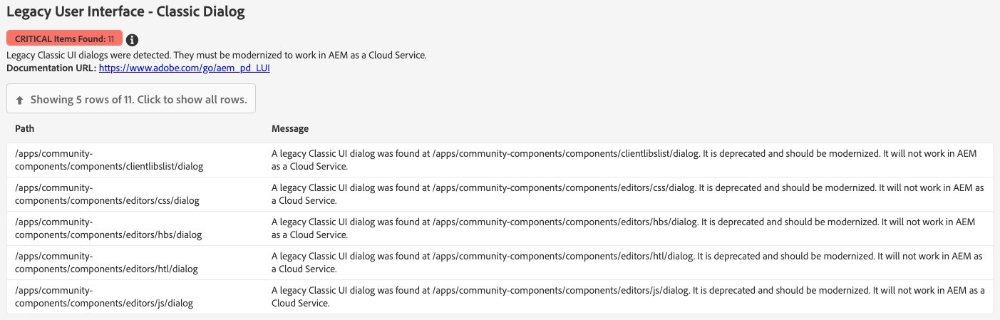 Legacy User Interface - Classic Dialog
CRITICAL Items Found: 11
Legacy Classic UI dialogs were detected. They must be modernized to work in AEM as a Cloud Service.
Documentation URL: https://www.adobe.com/go/aem_pd_LUI
Showing 5 rows of 11. Click to show all rows.
Path Message
/apps/community-
components/components/clientlibslist/dialog
A legacy Classic UI dialog was found at /apps/community-components/components/clientlibslist/dialog. It is deprecated and should be modernized. It will not work in AEM
as a Cloud Service.
/apps/community-
components/components/editors/css/dialog
A legacy Classic UI dialog was found at /apps/community-components/components/editors/css/dialog. It is deprecated and should be modernized. It will not work in AEM as
a Cloud Service.
/apps/community-
components/components/editors/hbs/dialog
A legacy Classic UI dialog was found at /apps/community-components/components/editors/hbs/dialog. It is deprecated and should be modernized. It will not work in AEM
as a Cloud Service.
/apps/community-
components/components/editors/htl/dialog
A legacy Classic UI dialog was found at /apps/community-components/components/editors/htl/dialog. It is deprecated and should be modernized. It will not work in AEM as
a Cloud Service.
/apps/community-
components/components/editors/js/dialog
A legacy Classic UI dialog was found at /apps/community-components/components/editors/js/dialog. It is deprecated and should be modernized. It will not work in AEM as a
Cloud Service.